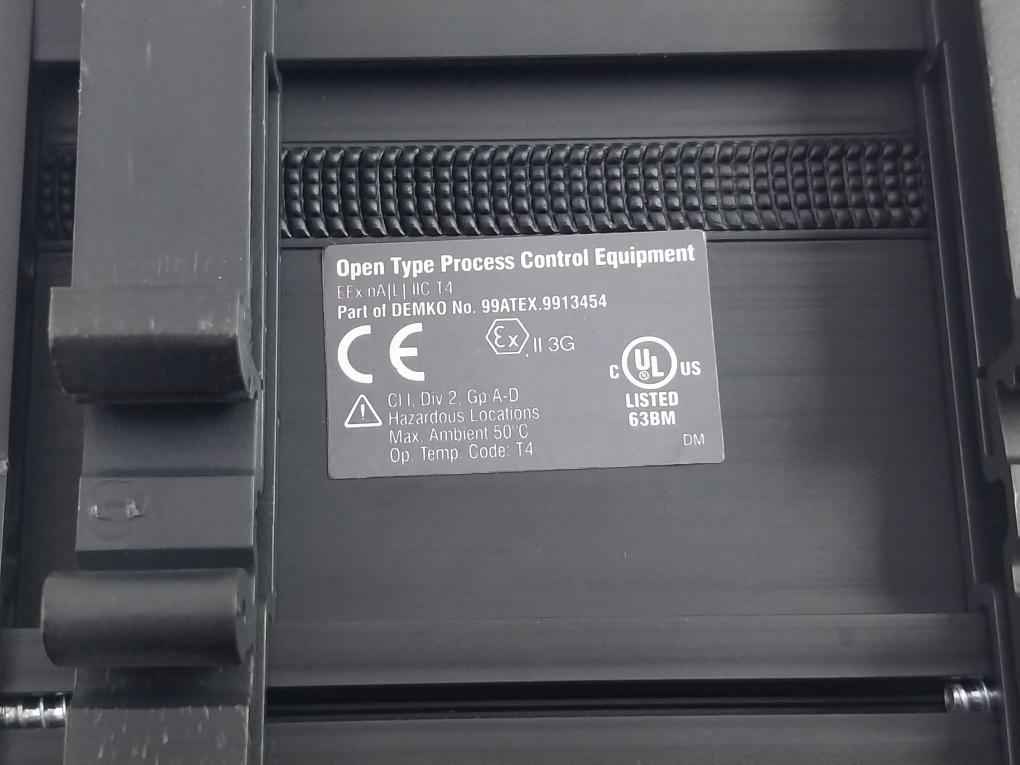 Open Type Process Control Equipment
EEx nA[L] IIC T4
Part of DEMKO No. 99ATEX.9913454
CE Ex II 3G
C UL US
LISTED
63BM
Cl I, Div 2, Gp A-D
Hazardous Locations
Max. Ambient 50°C
Op. Temp. Code: T4
DM